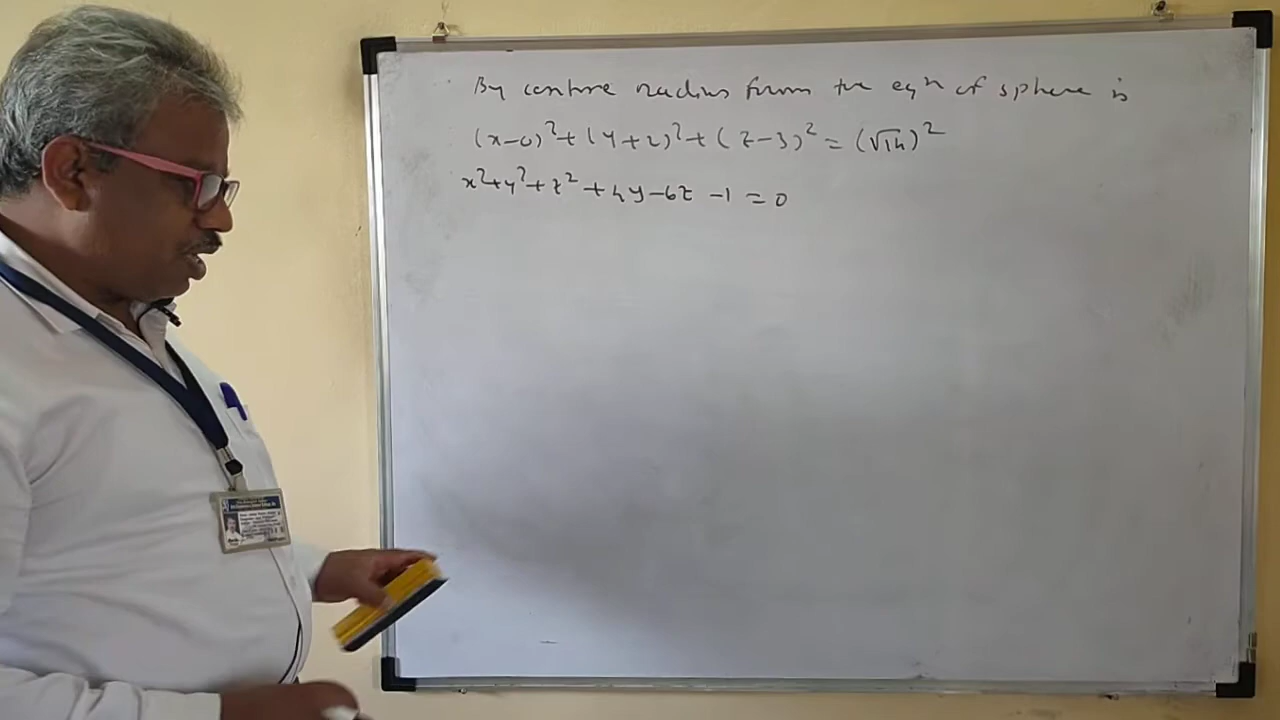 By centre radius form the eqn of sphere is
(x-0)²+(y+2)²+(z-3)²=(√14)²
x²+y²+z²+4y-6z-1=0